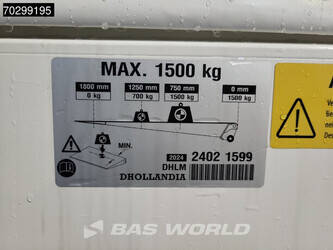 70299195
MAX. 1500 kg
1800 mm 1250 mm 750 mm 0 mm
0 kg 700 kg 1500 kg 1500 kg
MIN.
2024 2402 1599
DHLM
DHOLLANDIA
BAS WORLD